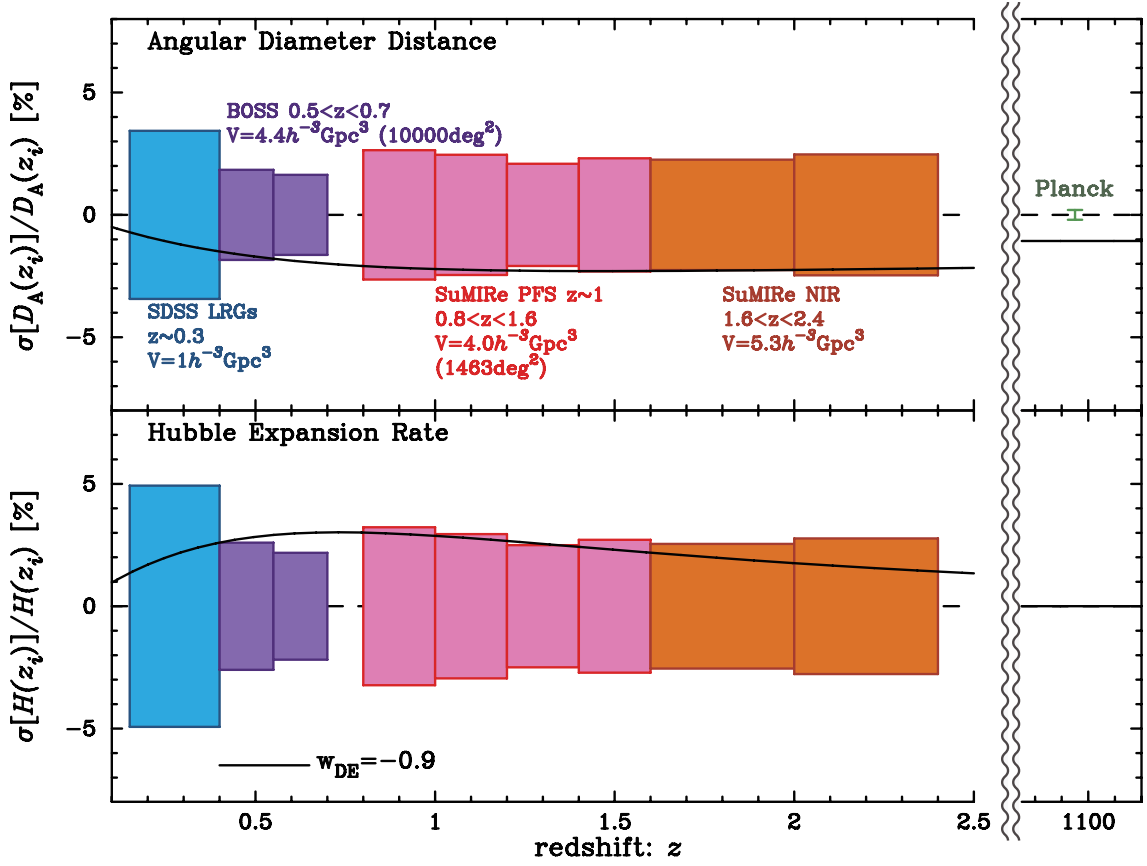 Angular Diameter Distance
σ[D_A(z_i)]/D_A(z_i) [%]
5
0
−5
BOSS 0.5<z<0.7
V=4.4h⁻³Gpc³ (10000deg²)
SDSS LRGs
z~0.3
V=1h⁻³Gpc³
SuMIRe PFS z~1
0.8<z<1.6
V=4.0h⁻³Gpc³
(1463deg²)
SuMIRe NIR
1.6<z<2.4
V=5.3h⁻³Gpc³
Planck
Hubble Expansion Rate
σ[H(z_i)]/H(z_i) [%]
5
0
−5
w_DE=−0.9
0.5 1 1.5 2 2.5 1100
redshift: z